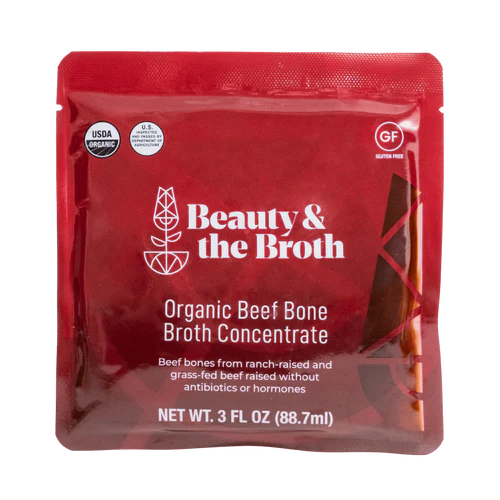 USDA
ORGANIC
U.S.
INSPECTED
AND PASSED BY
DEPARTMENT OF
AGRICULTURE
GF
GLUTEN FREE
Beauty &
the Broth
Organic Beef Bone
Broth Concentrate
Beef bones from ranch-raised and
grass-fed beef raised without
antibiotics or hormones
NET WT. 3 FL OZ (88.7ml)